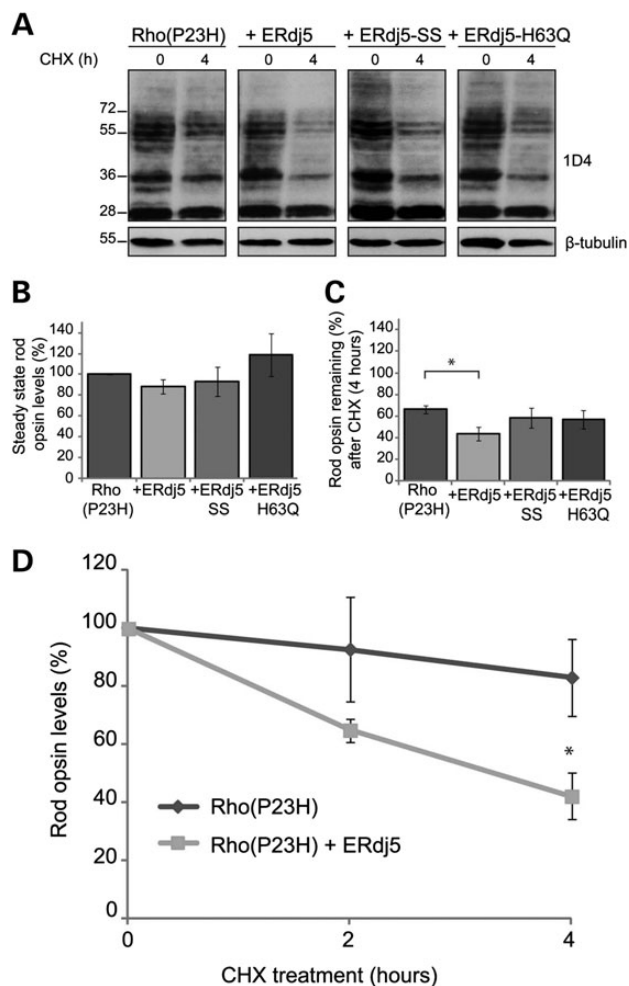 A
Rho(P23H) + ERdj5 + ERdj5-SS + ERdj5-H63Q
CHX (h) 0 4 0 4 0 4 0 4
72
55
36
28
1D4
55
β-tubulin
B
Steady state rod
opsin levels (%)
140
120
100
80
60
40
20
0
Rho
(P23H)
+ERdj5
+ERdj5
SS
+ERdj5
H63Q
C
Rod opsin remaining (%)
after CHX (4 hours)
140
120
100
80
60
40
20
0
*
Rho
(P23H)
+ERdj5
+ERdj5
SS
+ERdj5
H63Q
D
Rod opsin levels (%)
120
100
80
60
40
20
0
*
Rho(P23H)
Rho(P23H) + ERdj5
0 2 4
CHX treatment (hours)